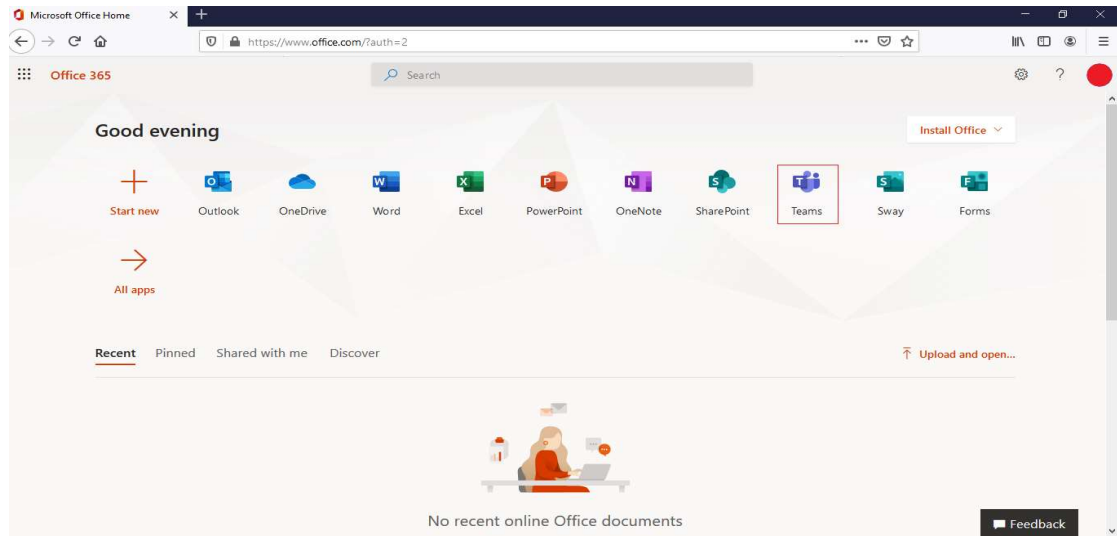 Microsoft Office Home
https://www.office.com/?auth=2
Office 365
Search
Good evening
Install Office
Start new
Outlook
OneDrive
Word
Excel
PowerPoint
OneNote
SharePoint
Teams
Sway
Forms
All apps
Recent Pinned Shared with me Discover
Upload and open...
No recent online Office documents
Feedback